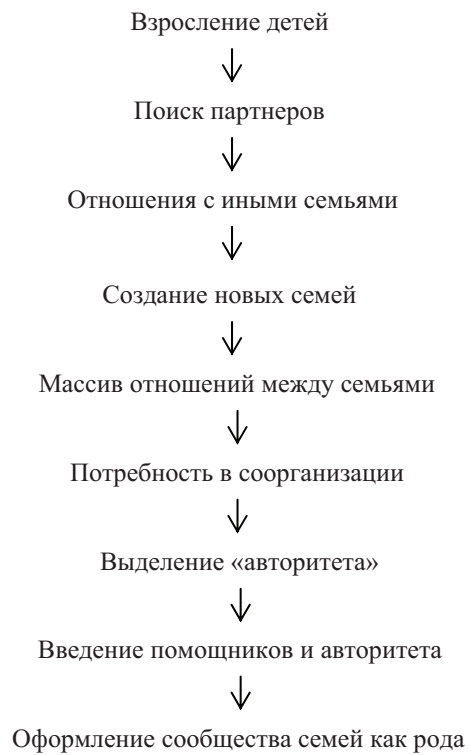 Взросление детей
Поиск партнеров
Отношения с иными семьями
Создание новых семей
Массив отношений между семьями
Потребность в соорганизации
Выделение «авторитета»
Введение помощников и авторитета
Оформление сообщества семей как рода